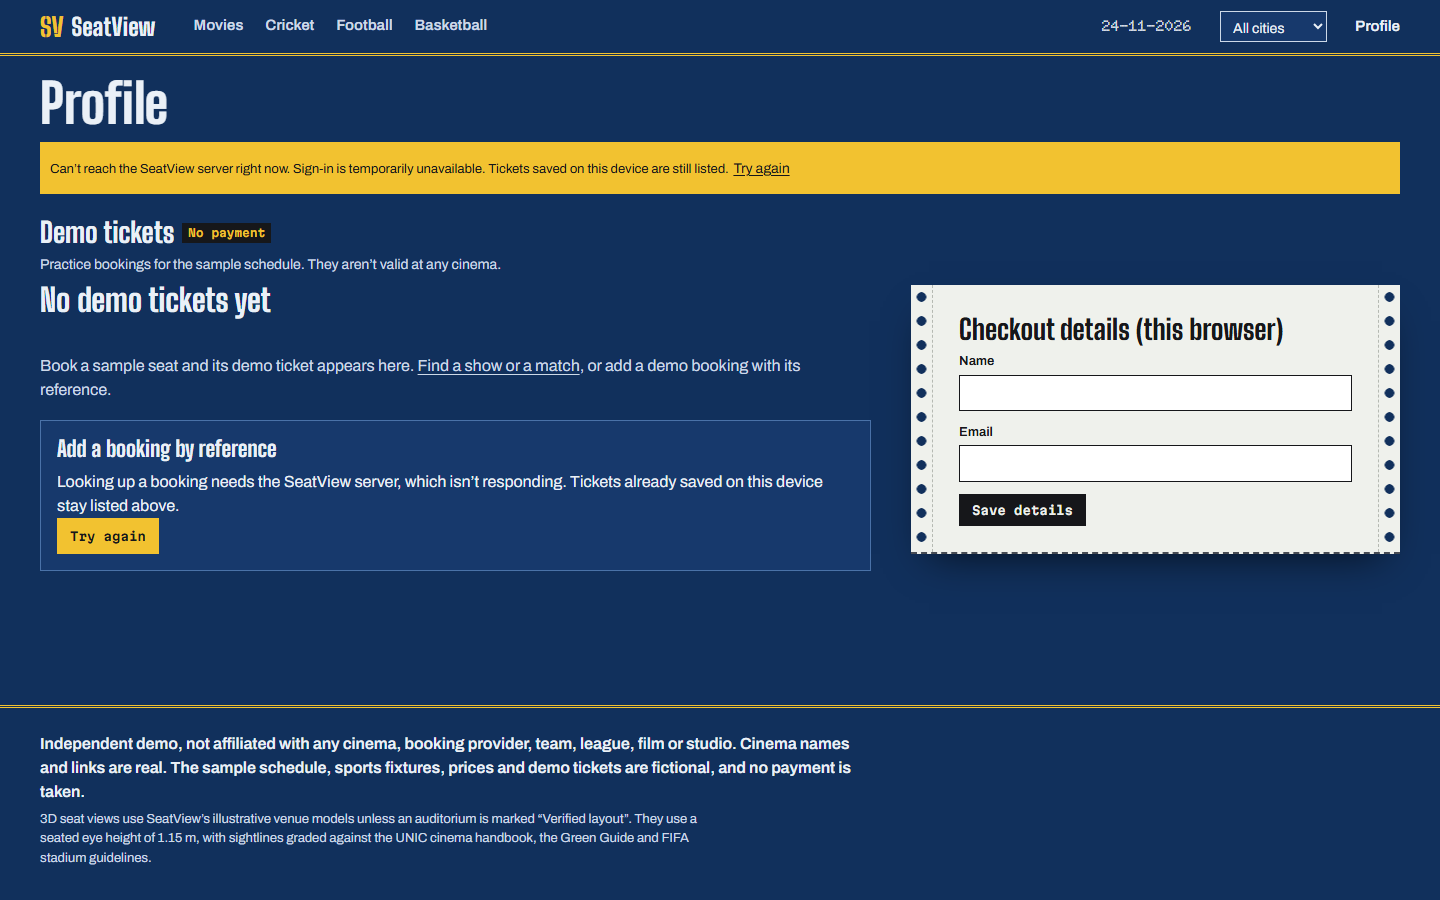 SV SeatView Movies Cricket Football Basketball 24-11-2026 All cities Profile
Profile
Can’t reach the SeatView server right now. Sign-in is temporarily unavailable. Tickets saved on this device are still listed. Try again
Demo tickets No payment
Practice bookings for the sample schedule. They aren’t valid at any cinema.
No demo tickets yet
Book a sample seat and its demo ticket appears here. Find a show or a match, or add a demo booking with its
reference.
Add a booking by reference
Looking up a booking needs the SeatView server, which isn’t responding. Tickets already saved on this device
stay listed above.
Try again
Checkout details (this browser)
Name
Email
Save details
Independent demo, not affiliated with any cinema, booking provider, team, league, film or studio. Cinema names
and links are real. The sample schedule, sports fixtures, prices and demo tickets are fictional, and no payment is
taken.
3D seat views use SeatView’s illustrative venue models unless an auditorium is marked “Verified layout”. They use a
seated eye height of 1.15 m, with sightlines graded against the UNIC cinema handbook, the Green Guide and FIFA
stadium guidelines.